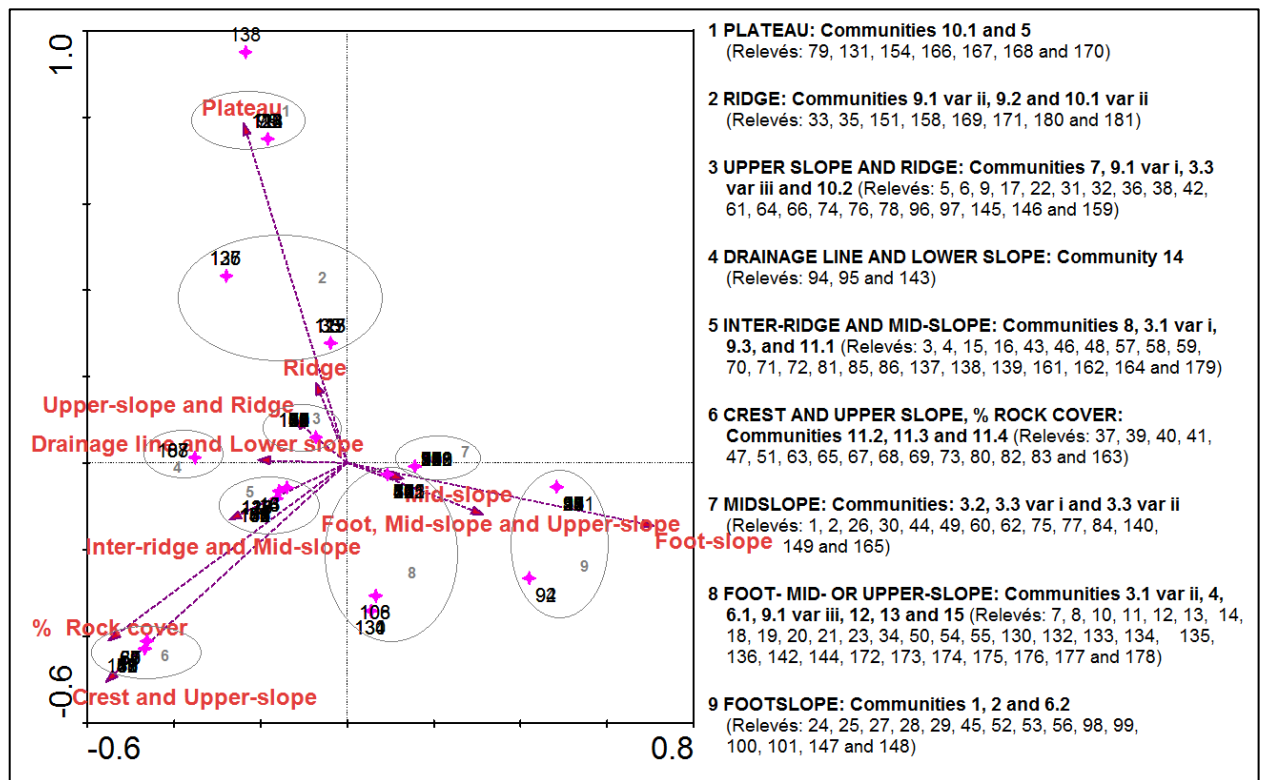 1.0
-0.6
-0.6
0.8
138
Plateau
1
2
Ridge
Upper-slope and Ridge
3
Drainage line and Lower slope
4
7
5
Mid-slope
Foot, Mid-slope and Upper-slope
Foot-slope
Inter-ridge and Mid-slope
8
9
% Rock cover
6
Crest and Upper-slope
1 PLATEAU: Communities 10.1 and 5
(Relevés: 79, 131, 154, 166, 167, 168 and 170)
2 RIDGE: Communities 9.1 var ii, 9.2 and 10.1 var ii
(Relevés: 33, 35, 151, 158, 169, 171, 180 and 181)
3 UPPER SLOPE AND RIDGE: Communities 7, 9.1 var i, 3.3
var iii and 10.2 (Relevés: 5, 6, 9, 17, 22, 31, 32, 36, 38, 42,
61, 64, 66, 74, 76, 78, 96, 97, 145, 146 and 159)
4 DRAINAGE LINE AND LOWER SLOPE: Community 14
(Relevés: 94, 95 and 143)
5 INTER-RIDGE AND MID-SLOPE: Communities 8, 3.1 var i,
9.3, and 11.1 (Relevés: 3, 4, 15, 16, 43, 46, 48, 57, 58, 59,
70, 71, 72, 81, 85, 86, 137, 138, 139, 161, 162, 164 and 179)
6 CREST AND UPPER SLOPE, % ROCK COVER:
Communities 11.2, 11.3 and 11.4 (Relevés: 37, 39, 40, 41,
47, 51, 63, 65, 67, 68, 69, 73, 80, 82, 83 and 163)
7 MIDSLOPE: Communities: 3.2, 3.3 var i and 3.3 var ii
(Relevés: 1, 2, 26, 30, 44, 49, 60, 62, 75, 77, 84, 140,
149 and 165)
8 FOOT- MID- OR UPPER-SLOPE: Communities 3.1 var ii, 4,
6.1, 9.1 var iii, 12, 13 and 15 (Relevés: 7, 8, 10, 11, 12, 13, 14,
18, 19, 20, 21, 23, 34, 50, 54, 55, 130, 132, 133, 134, 135,
136, 142, 144, 172, 173, 174, 175, 176, 177 and 178)
9 FOOTSLOPE: Communities 1, 2 and 6.2
(Relevés: 24, 25, 27, 28, 29, 45, 52, 53, 56, 98, 99,
100, 101, 147 and 148)